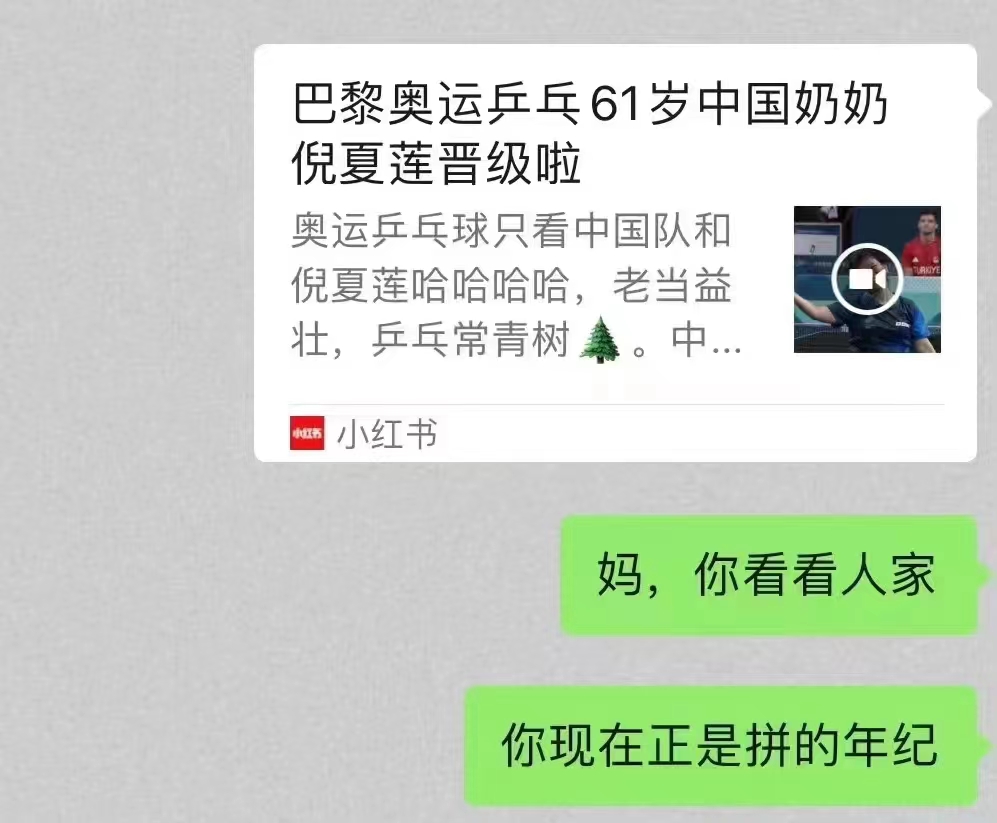 巴黎奥运乒乓61岁中国奶奶
倪夏莲晋级啦
奥运乒乓球只看中国队和
倪夏莲哈哈哈哈，老当益
壮，乒乓常青树🌲。中...
TURKIYE
小红书 小红书
妈，你看看人家
你现在正是拼的年纪